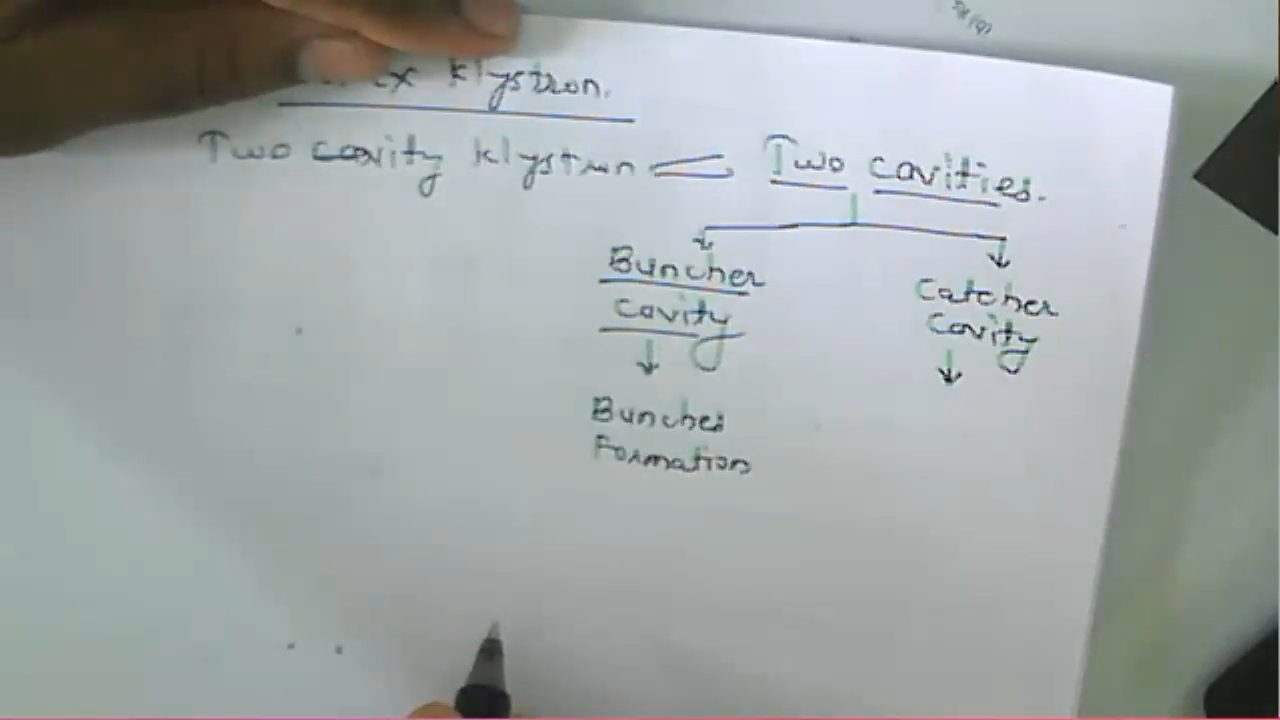 Klystron.
Two cavity Klystron
Two cavities.
Buncher
Cavity
Catcher
Cavity
Bunches
Formation